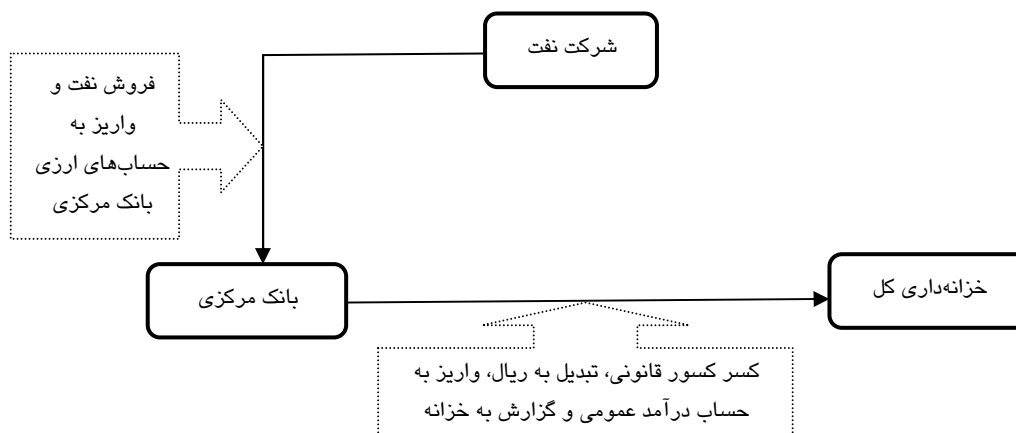 شرکت نفت
فروش نفت و
واریز به
حساب‌های ارزی
بانک مرکزی
بانک مرکزی
خزانه‌داری کل
کسر کسور قانونی، تبدیل به ریال، واریز به
حساب درآمد عمومی و گزارش به خزانه